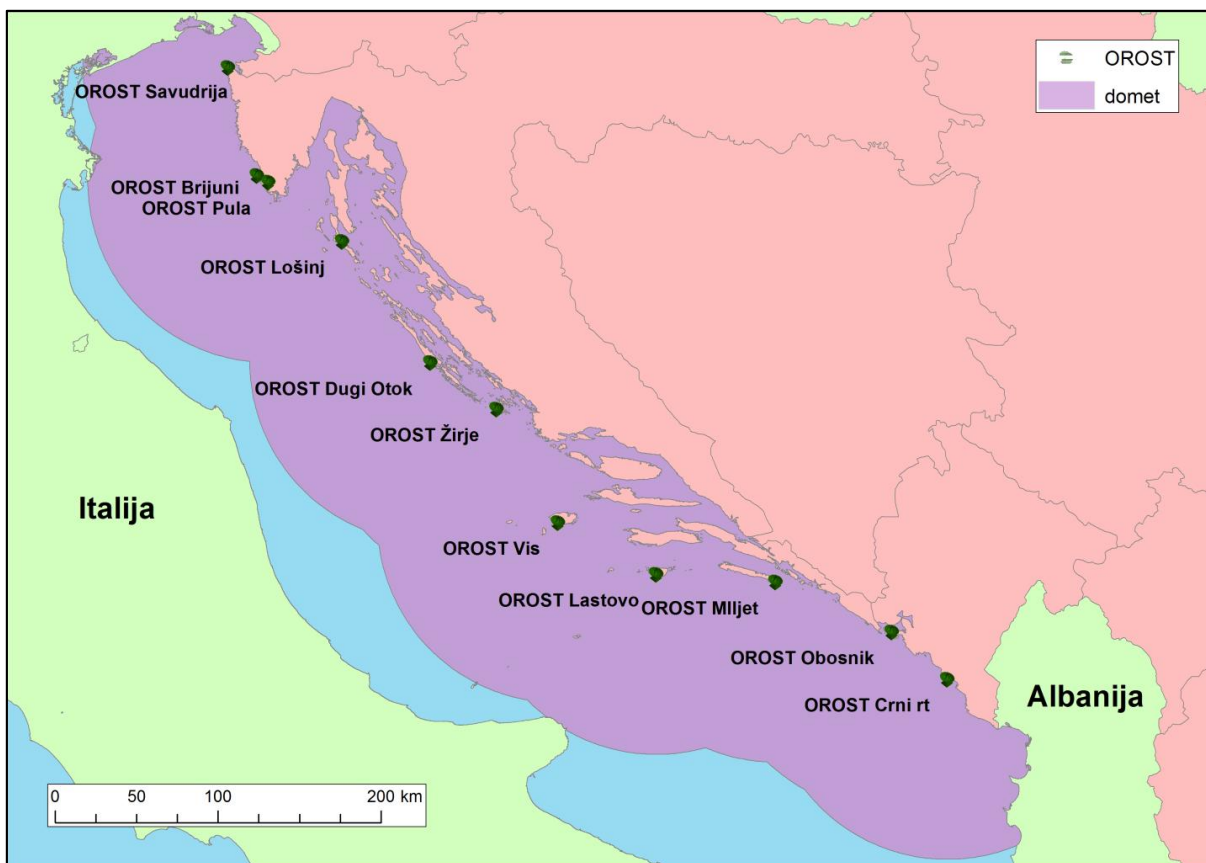 OROST
domet
OROST Savudrija
OROST Brijuni
OROST Pula
OROST Lošinj
OROST Dugi Otok
OROST Žirje
Italija
OROST Vis
OROST Lastovo
OROST MlIjet
OROST Obosnik
OROST Crni rt
Albanija
0 50 100 200 km